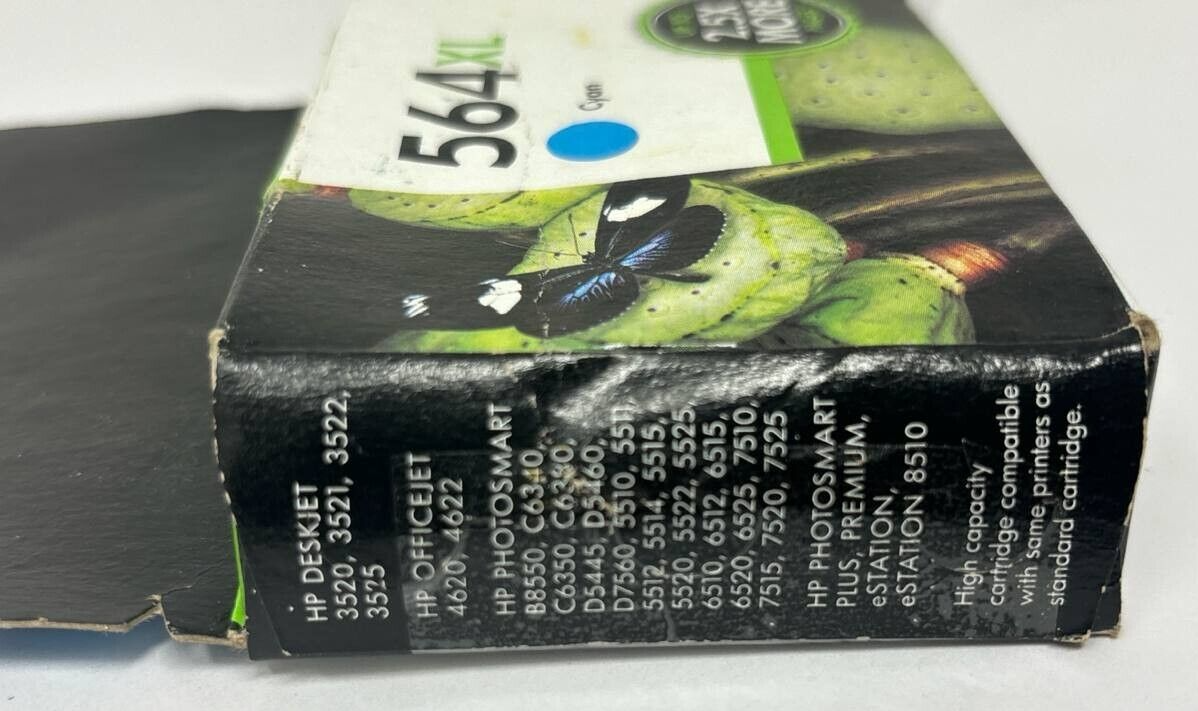 2.5X
MORE
564XL
Cyan
HP DESKJET
3520, 3521, 3522,
3525
HP OFFICEJET
4620, 4622
HP PHOTOSMART
B8550, C6340,
C6350, C6380,
D5445, D5460,
D7560, 5510, 5511
5512, 5514, 5515,
5520, 5522, 5525
6510, 6512, 6515,
6520, 6525, 7510,
7515, 7520, 7525
HP PHOTOSMART
PLUS, PREMIUM,
eSTATION,
eSTATION 8510
High capacity
cartridge compatible
with same printers as
standard cartridge.